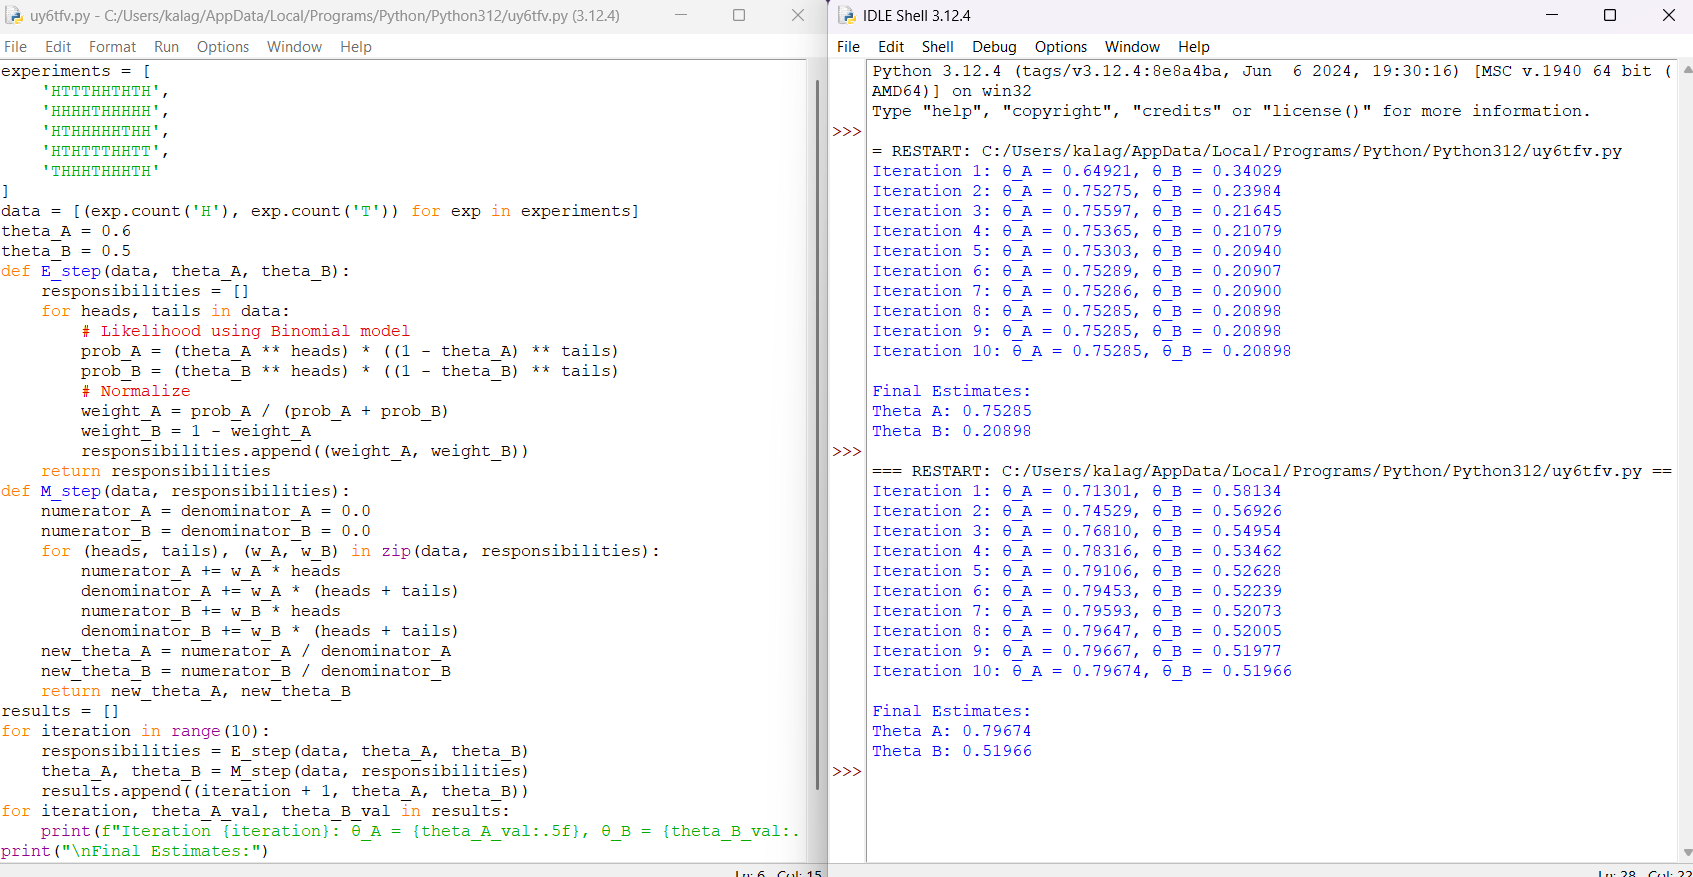 uy6tfv.py - C:/Users/kalag/AppData/Local/Programs/Python/Python312/uy6tfv.py (3.12.4)
File Edit Format Run Options Window Help
experiments = [
    'HTTTHHTHTH',
    'HHHHTHHHHH',
    'HTHHHHHTHH',
    'HTHTTTHHTT',
    'THHHTHHHTH'
]
data = [(exp.count('H'), exp.count('T')) for exp in experiments]
theta_A = 0.6
theta_B = 0.5
def E_step(data, theta_A, theta_B):
    responsibilities = []
    for heads, tails in data:
        # Likelihood using Binomial model
        prob_A = (theta_A ** heads) * ((1 - theta_A) ** tails)
        prob_B = (theta_B ** heads) * ((1 - theta_B) ** tails)
        # Normalize
        weight_A = prob_A / (prob_A + prob_B)
        weight_B = 1 - weight_A
        responsibilities.append((weight_A, weight_B))
    return responsibilities
def M_step(data, responsibilities):
    numerator_A = denominator_A = 0.0
    numerator_B = denominator_B = 0.0
    for (heads, tails), (w_A, w_B) in zip(data, responsibilities):
        numerator_A += w_A * heads
        denominator_A += w_A * (heads + tails)
        numerator_B += w_B * heads
        denominator_B += w_B * (heads + tails)
    new_theta_A = numerator_A / denominator_A
    new_theta_B = numerator_B / denominator_B
    return new_theta_A, new_theta_B
results = []
for iteration in range(10):
    responsibilities = E_step(data, theta_A, theta_B)
    theta_A, theta_B = M_step(data, responsibilities)
    results.append((iteration + 1, theta_A, theta_B))
for iteration, theta_A_val, theta_B_val in results:
    print(f"Iteration {iteration}: θ_A = {theta_A_val:.5f}, θ_B = {theta_B_val:.
print("\nFinal Estimates:")
Ln: 6 Col: 15
IDLE Shell 3.12.4
File Edit Shell Debug Options Window Help
Python 3.12.4 (tags/v3.12.4:8e8a4ba, Jun  6 2024, 19:30:16) [MSC v.1940 64 bit (
AMD64)] on win32
Type "help", "copyright", "credits" or "license()" for more information.
>>>
= RESTART: C:/Users/kalag/AppData/Local/Programs/Python/Python312/uy6tfv.py
Iteration 1: θ_A = 0.64921, θ_B = 0.34029
Iteration 2: θ_A = 0.75275, θ_B = 0.23984
Iteration 3: θ_A = 0.75597, θ_B = 0.21645
Iteration 4: θ_A = 0.75365, θ_B = 0.21079
Iteration 5: θ_A = 0.75303, θ_B = 0.20940
Iteration 6: θ_A = 0.75289, θ_B = 0.20907
Iteration 7: θ_A = 0.75286, θ_B = 0.20900
Iteration 8: θ_A = 0.75285, θ_B = 0.20898
Iteration 9: θ_A = 0.75285, θ_B = 0.20898
Iteration 10: θ_A = 0.75285, θ_B = 0.20898
Final Estimates:
Theta A: 0.75285
Theta B: 0.20898
>>>
=== RESTART: C:/Users/kalag/AppData/Local/Programs/Python/Python312/uy6tfv.py ==
Iteration 1: θ_A = 0.71301, θ_B = 0.58134
Iteration 2: θ_A = 0.74529, θ_B = 0.56926
Iteration 3: θ_A = 0.76810, θ_B = 0.54954
Iteration 4: θ_A = 0.78316, θ_B = 0.53462
Iteration 5: θ_A = 0.79106, θ_B = 0.52628
Iteration 6: θ_A = 0.79453, θ_B = 0.52239
Iteration 7: θ_A = 0.79593, θ_B = 0.52073
Iteration 8: θ_A = 0.79647, θ_B = 0.52005
Iteration 9: θ_A = 0.79667, θ_B = 0.51977
Iteration 10: θ_A = 0.79674, θ_B = 0.51966
Final Estimates:
Theta A: 0.79674
Theta B: 0.51966
>>>
Ln: 28 Col: 22